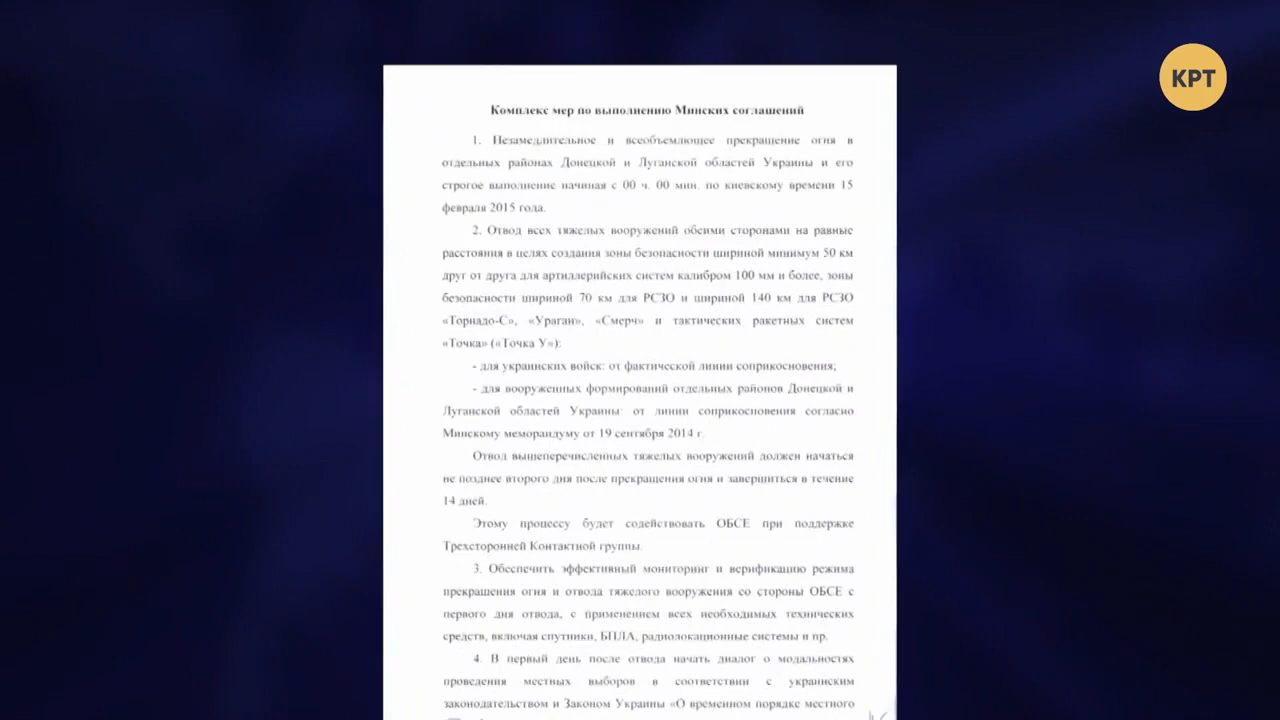 КРТ
Комплекс мер по выполнению Минских соглашений
1. Незамедлительное и всеобъемлющее прекращение огня в
отдельных районах Донецкой и Луганской областей Украины и его
строгое выполнение начиная с 00 ч. 00 мин. по киевскому времени 15
февраля 2015 года.
2. Отвод всех тяжелых вооружений обеими сторонами на равные
расстояния в целях создания зоны безопасности шириной минимум 50 км
друг от друга для артиллерийских систем калибром 100 мм и более, зоны
безопасности шириной 70 км для РСЗО и шириной 140 км для РСЗО
«Торнадо-С», «Ураган», «Смерч» и тактических ракетных систем
«Точка» («Точка У»):
- для украинских войск: от фактической линии соприкосновения;
- для вооруженных формирований отдельных районов Донецкой и
Луганской областей Украины: от линии соприкосновения согласно
Минскому меморандуму от 19 сентября 2014 г.
Отвод вышеперечисленных тяжелых вооружений должен начаться
не позднее второго дня после прекращения огня и завершиться в течение
14 дней.
Этому процессу будет содействовать ОБСЕ при поддержке
Трехсторонней Контактной группы.
3. Обеспечить эффективный мониторинг и верификацию режима
прекращения огня и отвода тяжелого вооружения со стороны ОБСЕ с
первого дня отвода, с применением всех необходимых технических
средств, включая спутники, БПЛА, радиолокационные системы и пр.
4. В первый день после отвода начать диалог о модальностях
проведения местных выборов в соответствии с украинским
законодательством и Законом Украины «О временном порядке местного